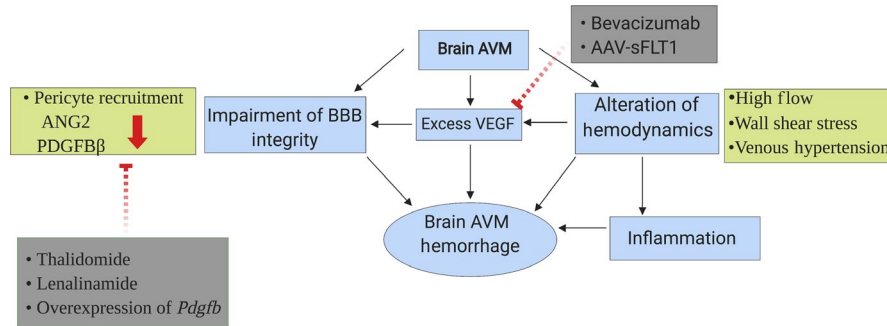 • Bevacizumab
• AAV-sFLT1
Brain AVM
• Pericyte recruitment
ANG2
PDGFBβ
Impairment of BBB
integrity
Excess VEGF
Alteration of
hemodynamics
•High flow
•Wall shear stress
•Venous hypertension
Brain AVM
hemorrhage
Inflammation
• Thalidomide
• Lenalinamide
• Overexpression of Pdgfb